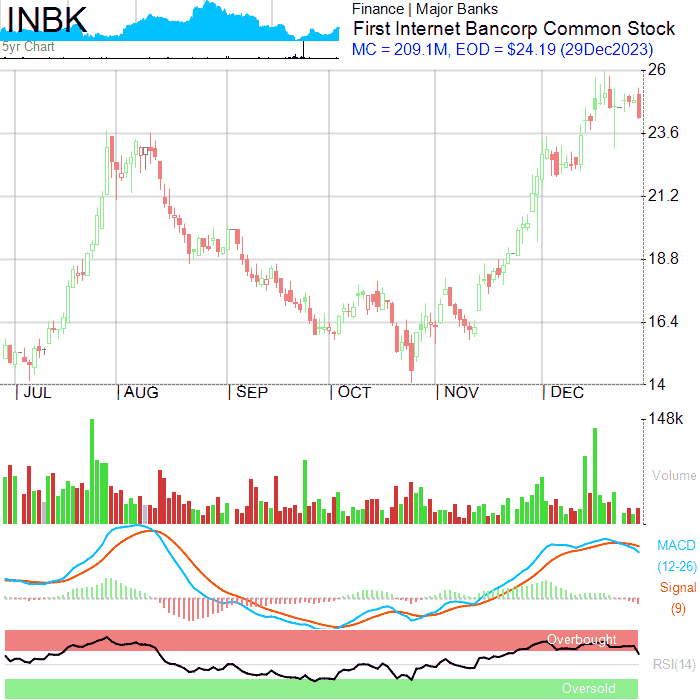 INBK
5yr Chart
Finance | Major Banks
First Internet Bancorp Common Stock
MC = 209.1M, EOD = $24.19 (29Dec2023)
26
23.6
21.2
18.8
16.4
14
JUL AUG SEP OCT NOV DEC
148k
Volume
MACD
(12-26)
Signal
(9)
Overbought
RSI(14)
Oversold